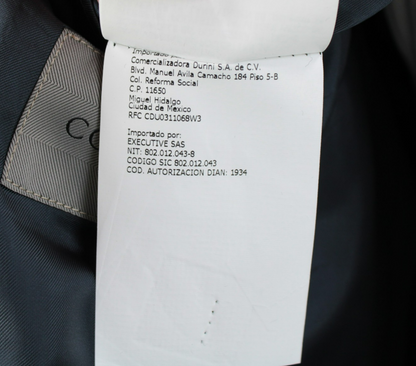 Importado por:
Comercializadora Durini S.A. de C.V.
Blvd. Manuel Avila Camacho 184 Piso 5-B
Col. Reforma Social
C.P. 11650
Miguel Hidalgo
Ciudad de Mexico
RFC CDU0311068W3
Importado por:
EXECUTIVE SAS
NIT: 802.012.043-8
CODIGO SIC 802.012.043
COD. AUTORIZACION DIAN: 1934